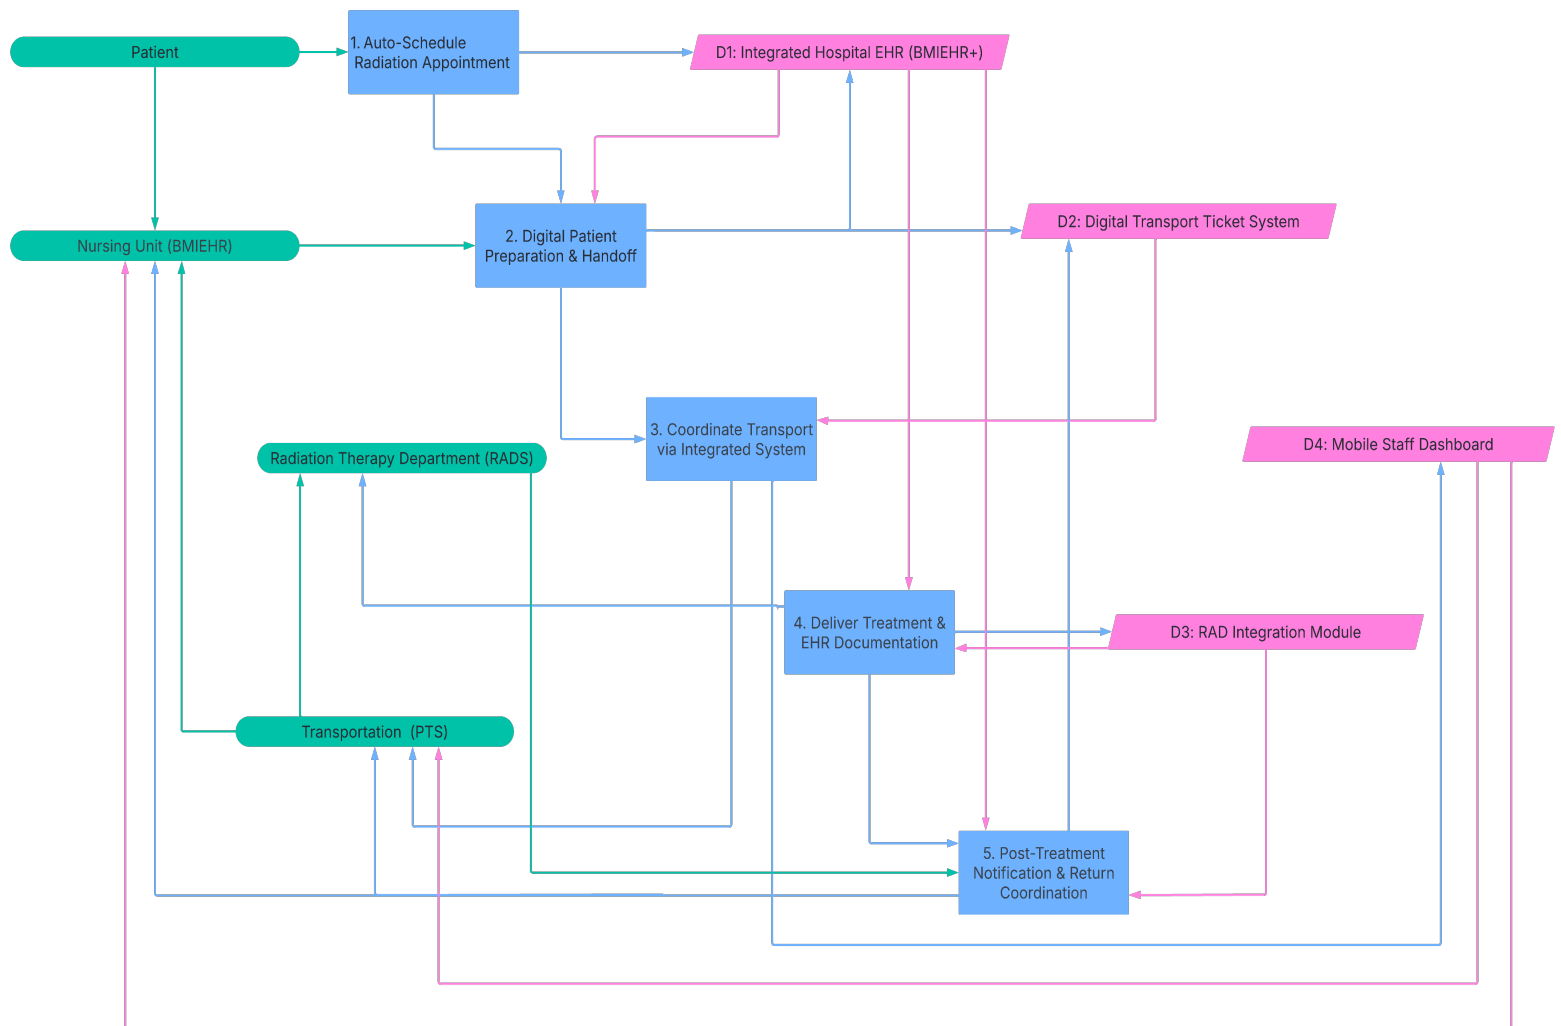 Patient
1. Auto-Schedule
Radiation Appointment
D1: Integrated Hospital EHR (BMIEHR+)
Nursing Unit (BMIEHR)
2. Digital Patient
Preparation & Handoff
D2: Digital Transport Ticket System
3. Coordinate Transport
via Integrated System
Radiation Therapy Department (RADS)
D4: Mobile Staff Dashboard
4. Deliver Treatment &
EHR Documentation
D3: RAD Integration Module
Transportation (PTS)
5. Post-Treatment
Notification & Return
Coordination